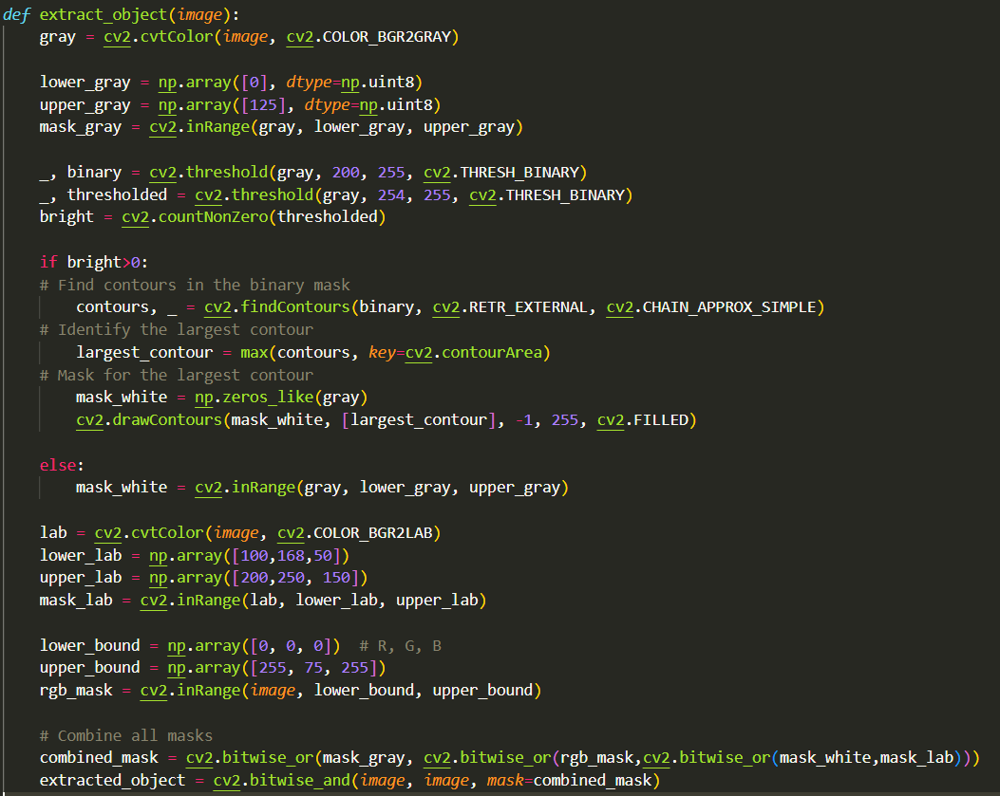 def extract_object(image):
    gray = cv2.cvtColor(image, cv2.COLOR_BGR2GRAY)

    lower_gray = np.array([0], dtype=np.uint8)
    upper_gray = np.array([125], dtype=np.uint8)
    mask_gray = cv2.inRange(gray, lower_gray, upper_gray)

    _, binary = cv2.threshold(gray, 200, 255, cv2.THRESH_BINARY)
    _, thresholded = cv2.threshold(gray, 254, 255, cv2.THRESH_BINARY)
    bright = cv2.countNonZero(thresholded)

    if bright>0:
    # Find contours in the binary mask
        contours, _ = cv2.findContours(binary, cv2.RETR_EXTERNAL, cv2.CHAIN_APPROX_SIMPLE)
    # Identify the largest contour
        largest_contour = max(contours, key=cv2.contourArea)
    # Mask for the largest contour
        mask_white = np.zeros_like(gray)
        cv2.drawContours(mask_white, [largest_contour], -1, 255, cv2.FILLED)

    else:
        mask_white = cv2.inRange(gray, lower_gray, upper_gray)

    lab = cv2.cvtColor(image, cv2.COLOR_BGR2LAB)
    lower_lab = np.array([100,168,50])
    upper_lab = np.array([200,250, 150])
    mask_lab = cv2.inRange(lab, lower_lab, upper_lab)

    lower_bound = np.array([0, 0, 0])  # R, G, B
    upper_bound = np.array([255, 75, 255])
    rgb_mask = cv2.inRange(image, lower_bound, upper_bound)

    # Combine all masks
    combined_mask = cv2.bitwise_or(mask_gray, cv2.bitwise_or(rgb_mask,cv2.bitwise_or(mask_white,mask_lab)))
    extracted_object = cv2.bitwise_and(image, image, mask=combined_mask)